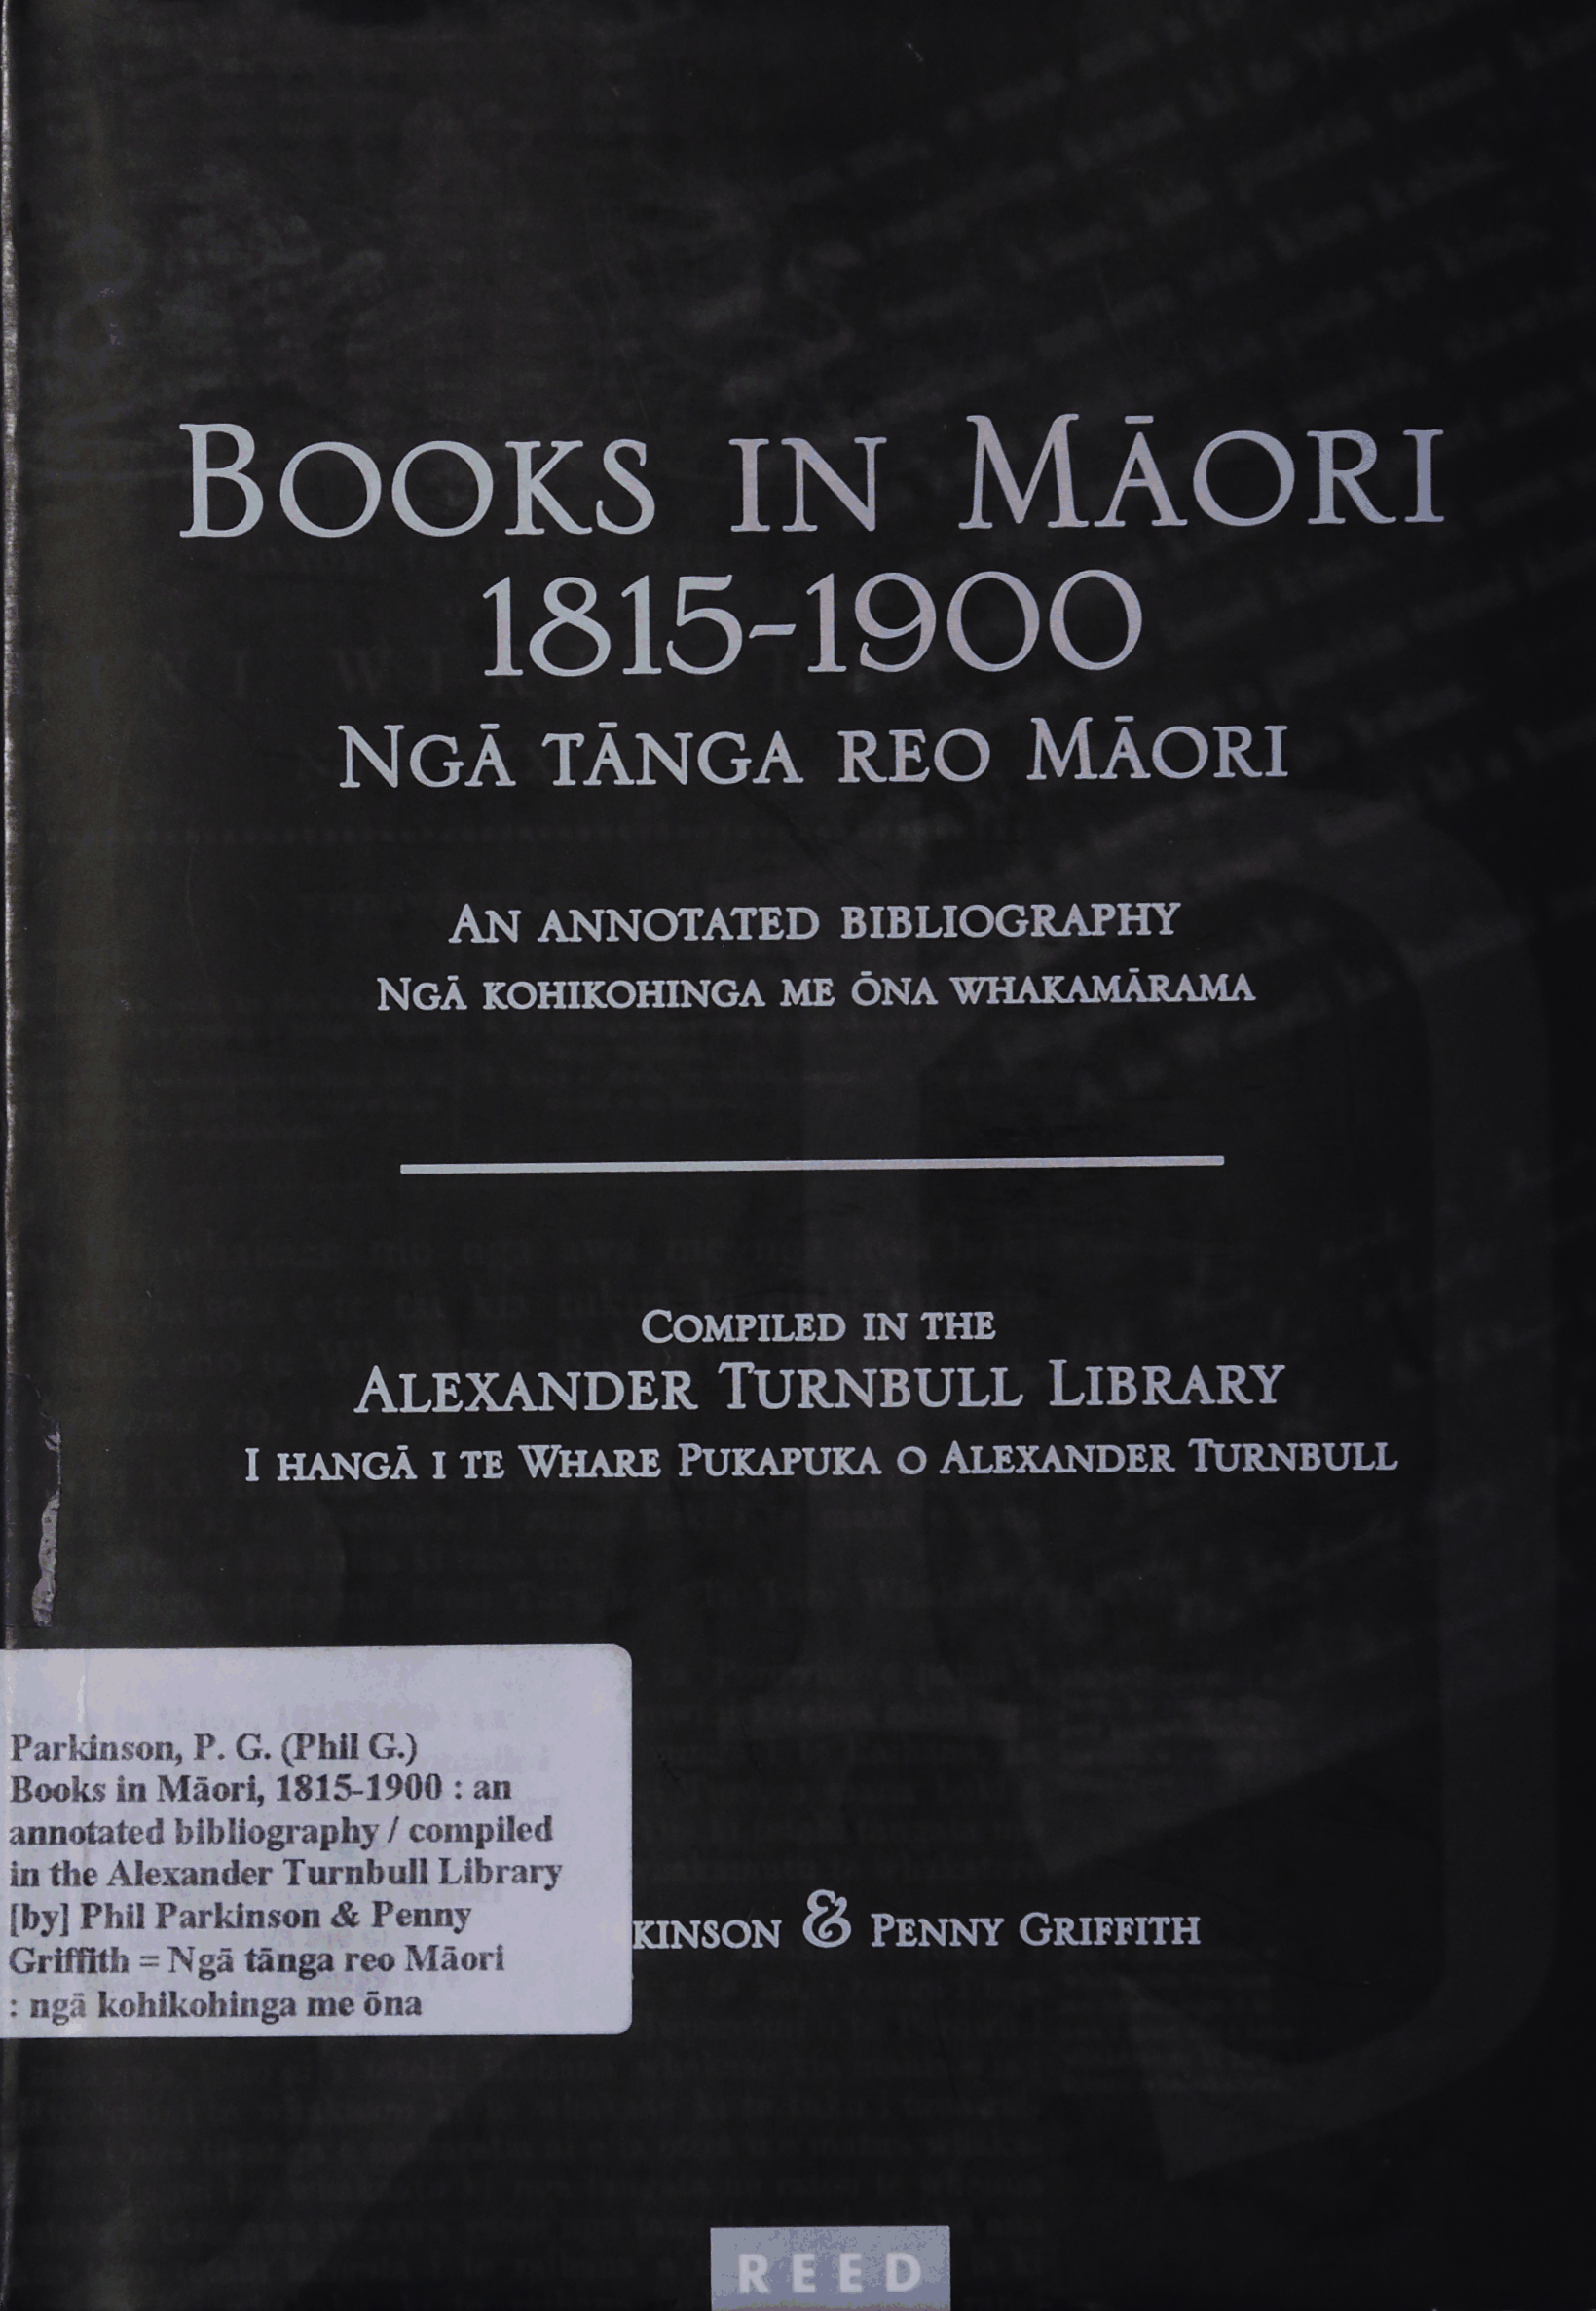 BOOKS IN MĀORI
1815-1900
NGĀ TĀNGA REO MĀORI
AN ANNOTATED BIBLIOGRAPHY
NGĀ KOHIKOHINGA ME ŌNA WHAKAMĀRAMA
COMPILED IN THE
ALEXANDER TURNBULL LIBRARY
I HANGĀ I TE WHARE PUKAPUKA O ALEXANDER TURNBULL
Parkinson, P. G. (Phil G.)
Books in Māori, 1815-1900 : an
annotated bibliography / compiled
in the Alexander Turnbull Library
[by] Phil Parkinson & Penny
Griffith = Ngā tānga reo Māori
: ngā kohikohinga me ōna
KINSON & PENNY GRIFFITH
REED